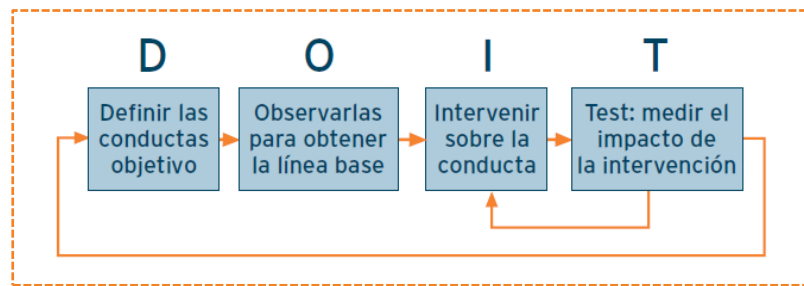 D
O
I
T
Definir las
conductas
objetivo
Observarlas
para obtener
la línea base
Intervenir
sobre la
conducta
Test: medir el
impacto de
la intervención